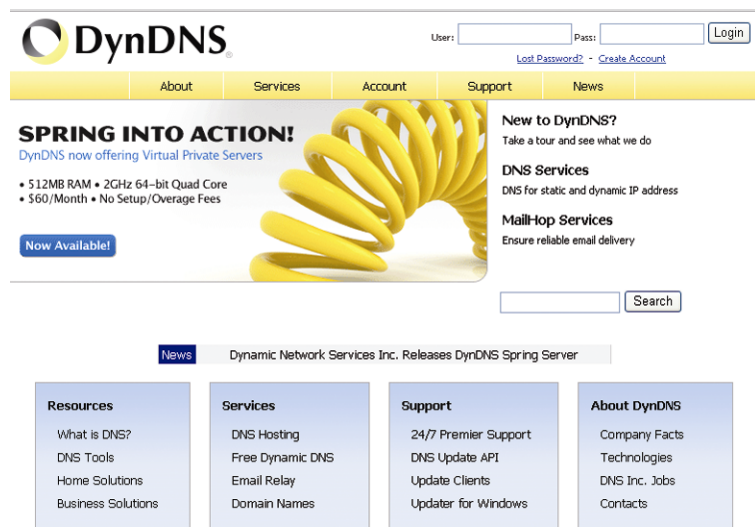 DynDNS®
User:
Pass:
Login
Lost Password? - Create Account
About
Services
Account
Support
News
SPRING INTO ACTION!
DynDNS now offering Virtual Private Servers
• 512MB RAM • 2GHz 64-bit Quad Core
• $60/Month • No Setup/Overage Fees
Now Available!
New to DynDNS?
Take a tour and see what we do
DNS Services
DNS for static and dynamic IP address
MailHop Services
Ensure reliable email delivery
Search
News
Dynamic Network Services Inc. Releases DynDNS Spring Server
Resources
What is DNS?
DNS Tools
Home Solutions
Business Solutions
Services
DNS Hosting
Free Dynamic DNS
Email Relay
Domain Names
Support
24/7 Premier Support
DNS Update API
Update Clients
Updater for Windows
About DynDNS
Company Facts
Technologies
DNS Inc. Jobs
Contacts